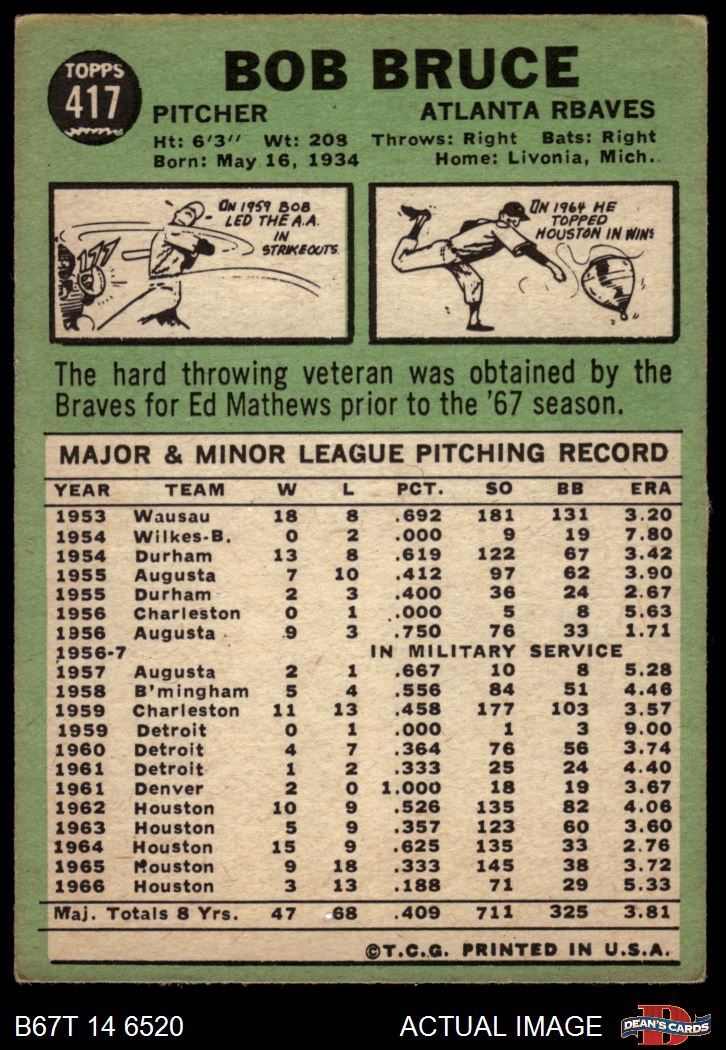 TOPPS
417
BOB BRUCE
PITCHER ATLANTA RBAVES
Ht: 6'3" Wt: 208 Throws: Right Bats: Right
Born: May 16, 1934 Home: Livonia, Mich.
IN 1959 BOB
LED THE A.A.
IN
STRIKEOUTS.
IN 1964 HE
TOPPED
HOUSTON IN WINS
The hard throwing veteran was obtained by the
Braves for Ed Mathews prior to the '67 season.
MAJOR & MINOR LEAGUE PITCHING RECORD
YEAR TEAM W L PCT. SO BB ERA
1953 Wausau 18 8 .692 181 131 3.20
1954 Wilkes-B. 0 2 .000 9 19 7.80
1954 Durham 13 8 .619 122 67 3.42
1955 Augusta 7 10 .412 97 62 3.90
1955 Durham 2 3 .400 36 24 2.67
1956 Charleston 0 1 .000 5 8 5.63
1956 Augusta 9 3 .750 76 33 1.71
1956-7 IN MILITARY SERVICE
1957 Augusta 2 1 .667 10 8 5.28
1958 B'mingham 5 4 .556 84 51 4.46
1959 Charleston 11 13 .458 177 103 3.57
1959 Detroit 0 1 .000 1 3 9.00
1960 Detroit 4 7 .364 76 56 3.74
1961 Detroit 1 2 .333 25 24 4.40
1961 Denver 2 0 1.000 18 19 3.67
1962 Houston 10 9 .526 135 82 4.06
1963 Houston 5 9 .357 123 60 3.60
1964 Houston 15 9 .625 135 33 2.76
1965 Houston 9 18 .333 145 38 3.72
1966 Houston 3 13 .188 71 29 5.33
Maj. Totals 8 Yrs. 47 68 .409 711 325 3.81
©T.C.G. PRINTED IN U.S.A.
B67T 14 6520 ACTUAL IMAGE
D
DEAN'S CARDS